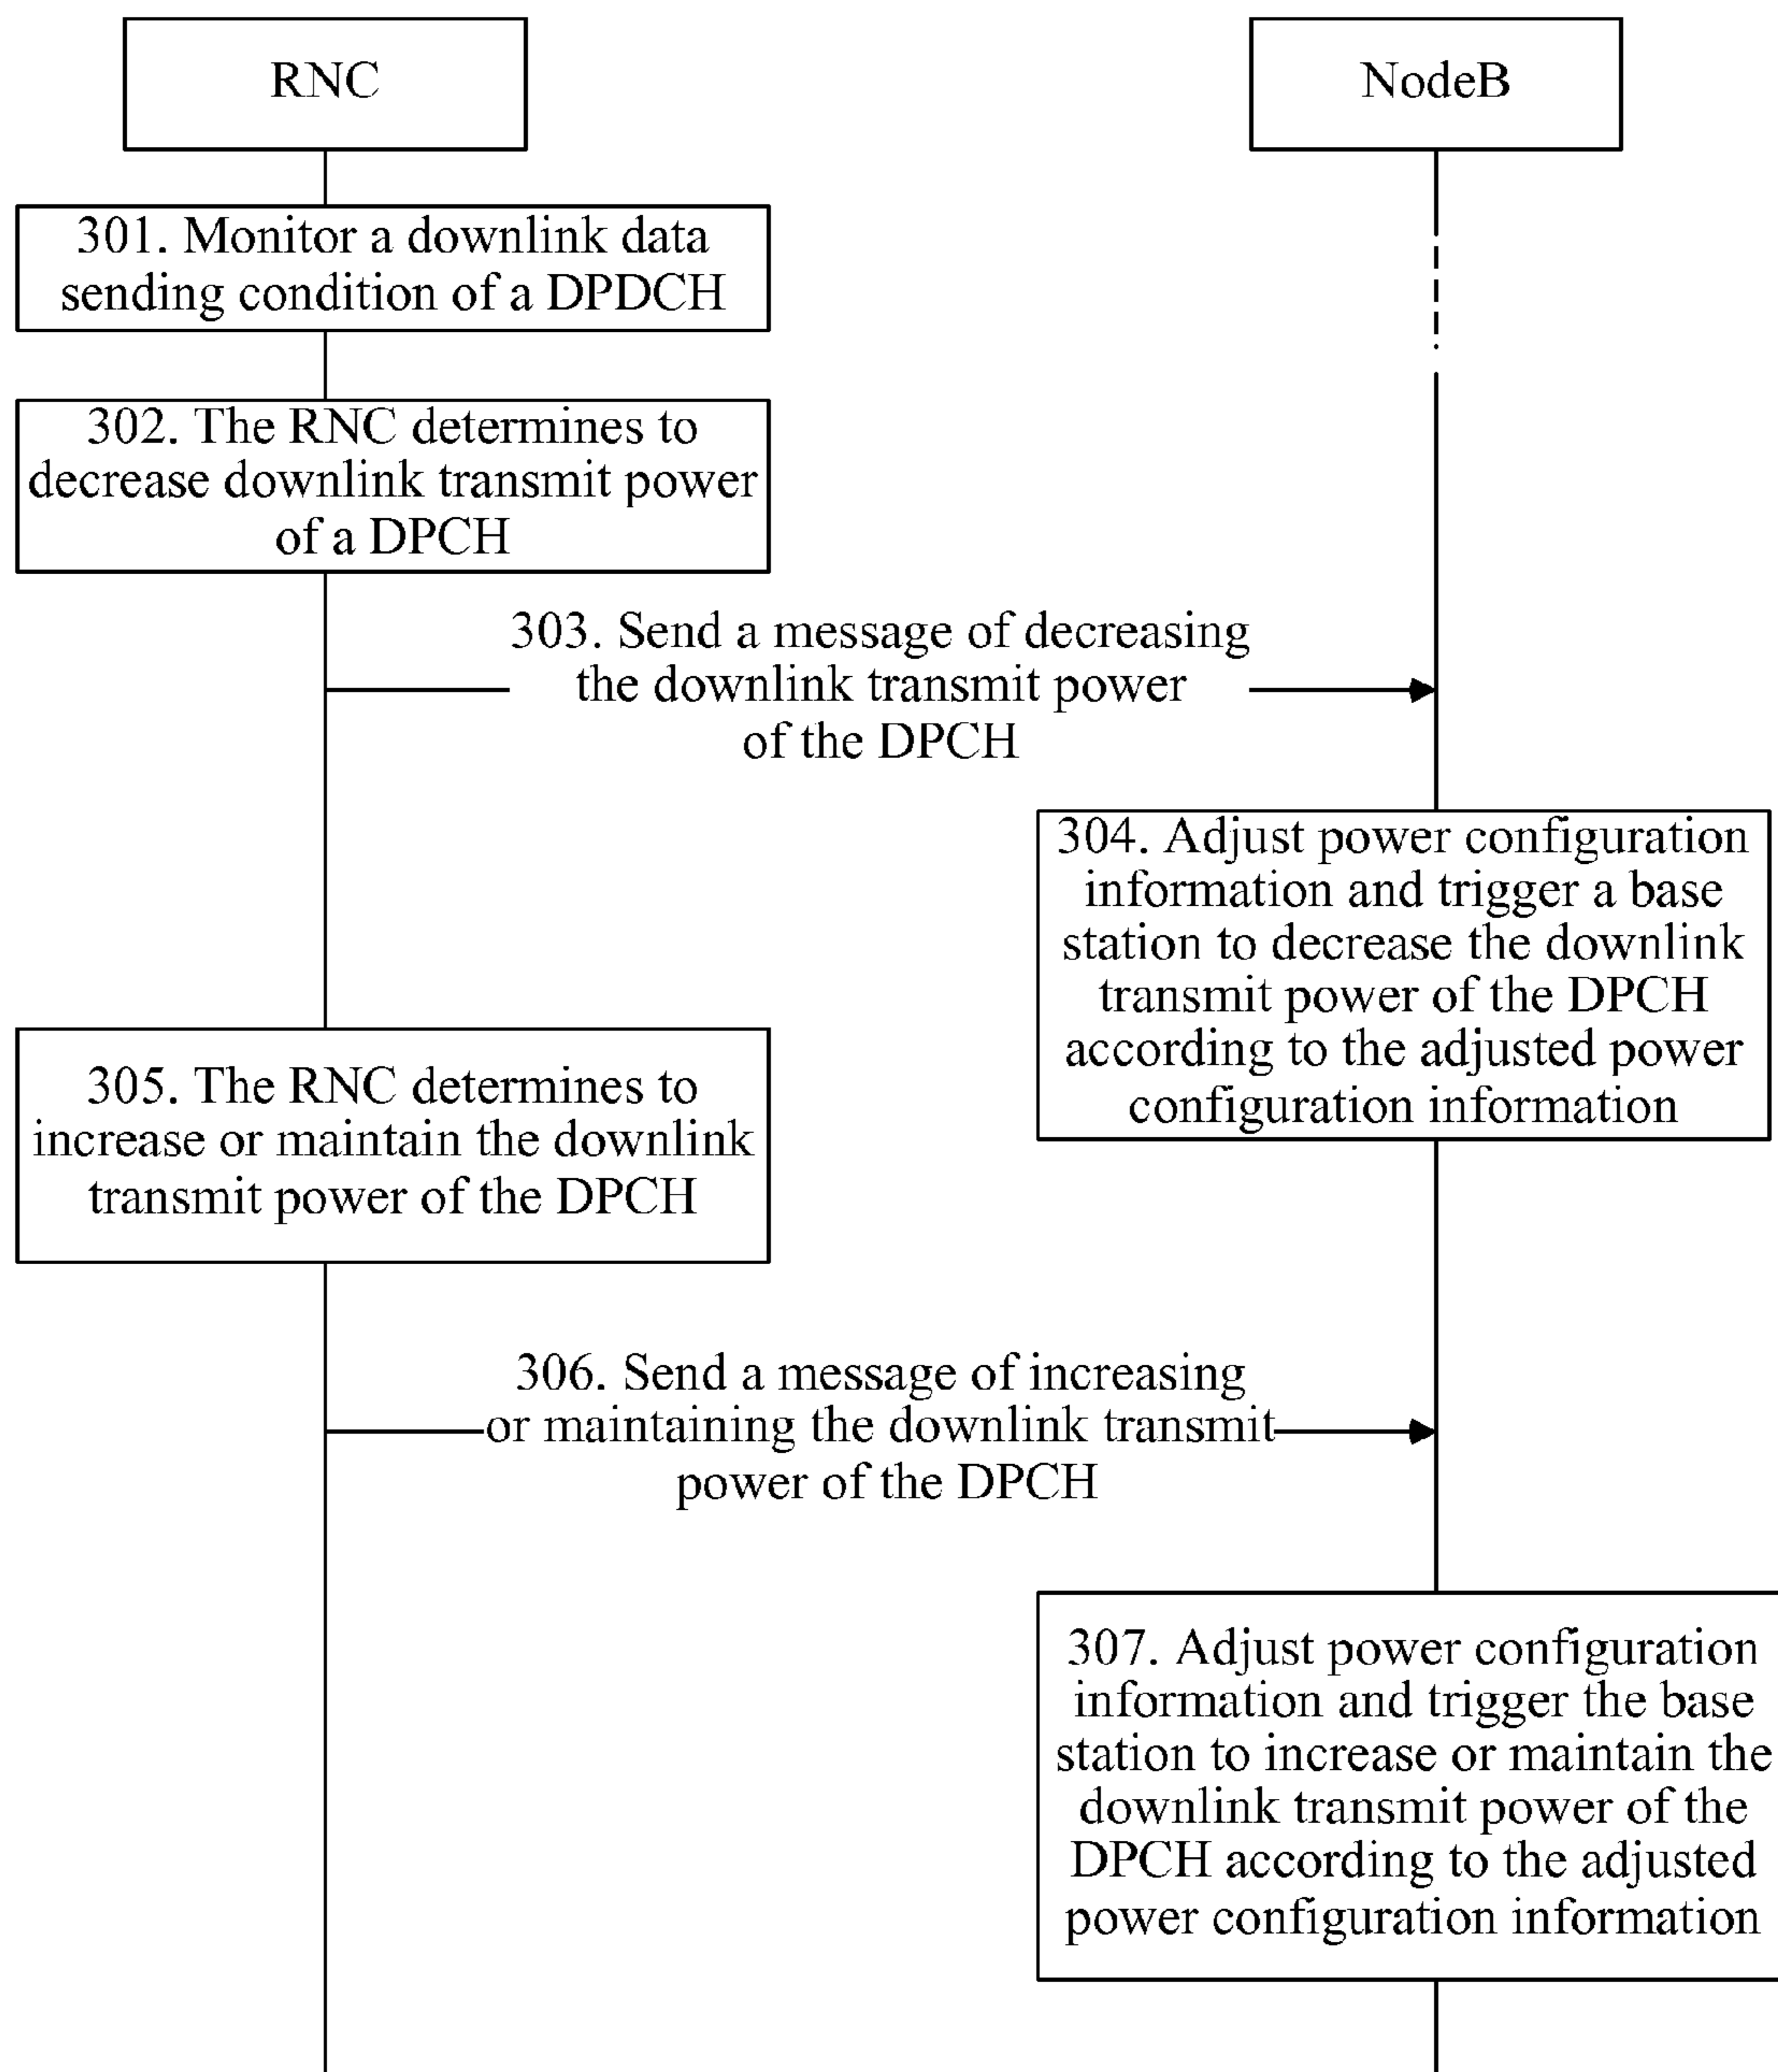 RNC
NodeB
301. Monitor a downlink data
sending condition of a DPDCH
302. The RNC determines to
decrease downlink transmit power
of a DPCH
303. Send a message of decreasing
the downlink transmit power
of the DPCH
304. Adjust power configuration
information and trigger a base
station to decrease the downlink
transmit power of the DPCH
according to the adjusted power
configuration information
305. The RNC determines to
increase or maintain the downlink
transmit power of the DPCH
306. Send a message of increasing
or maintaining the downlink transmit
power of the DPCH
307. Adjust power configuration
information and trigger the base
station to increase or maintain the
downlink transmit power of the
DPCH according to the adjusted
power configuration information